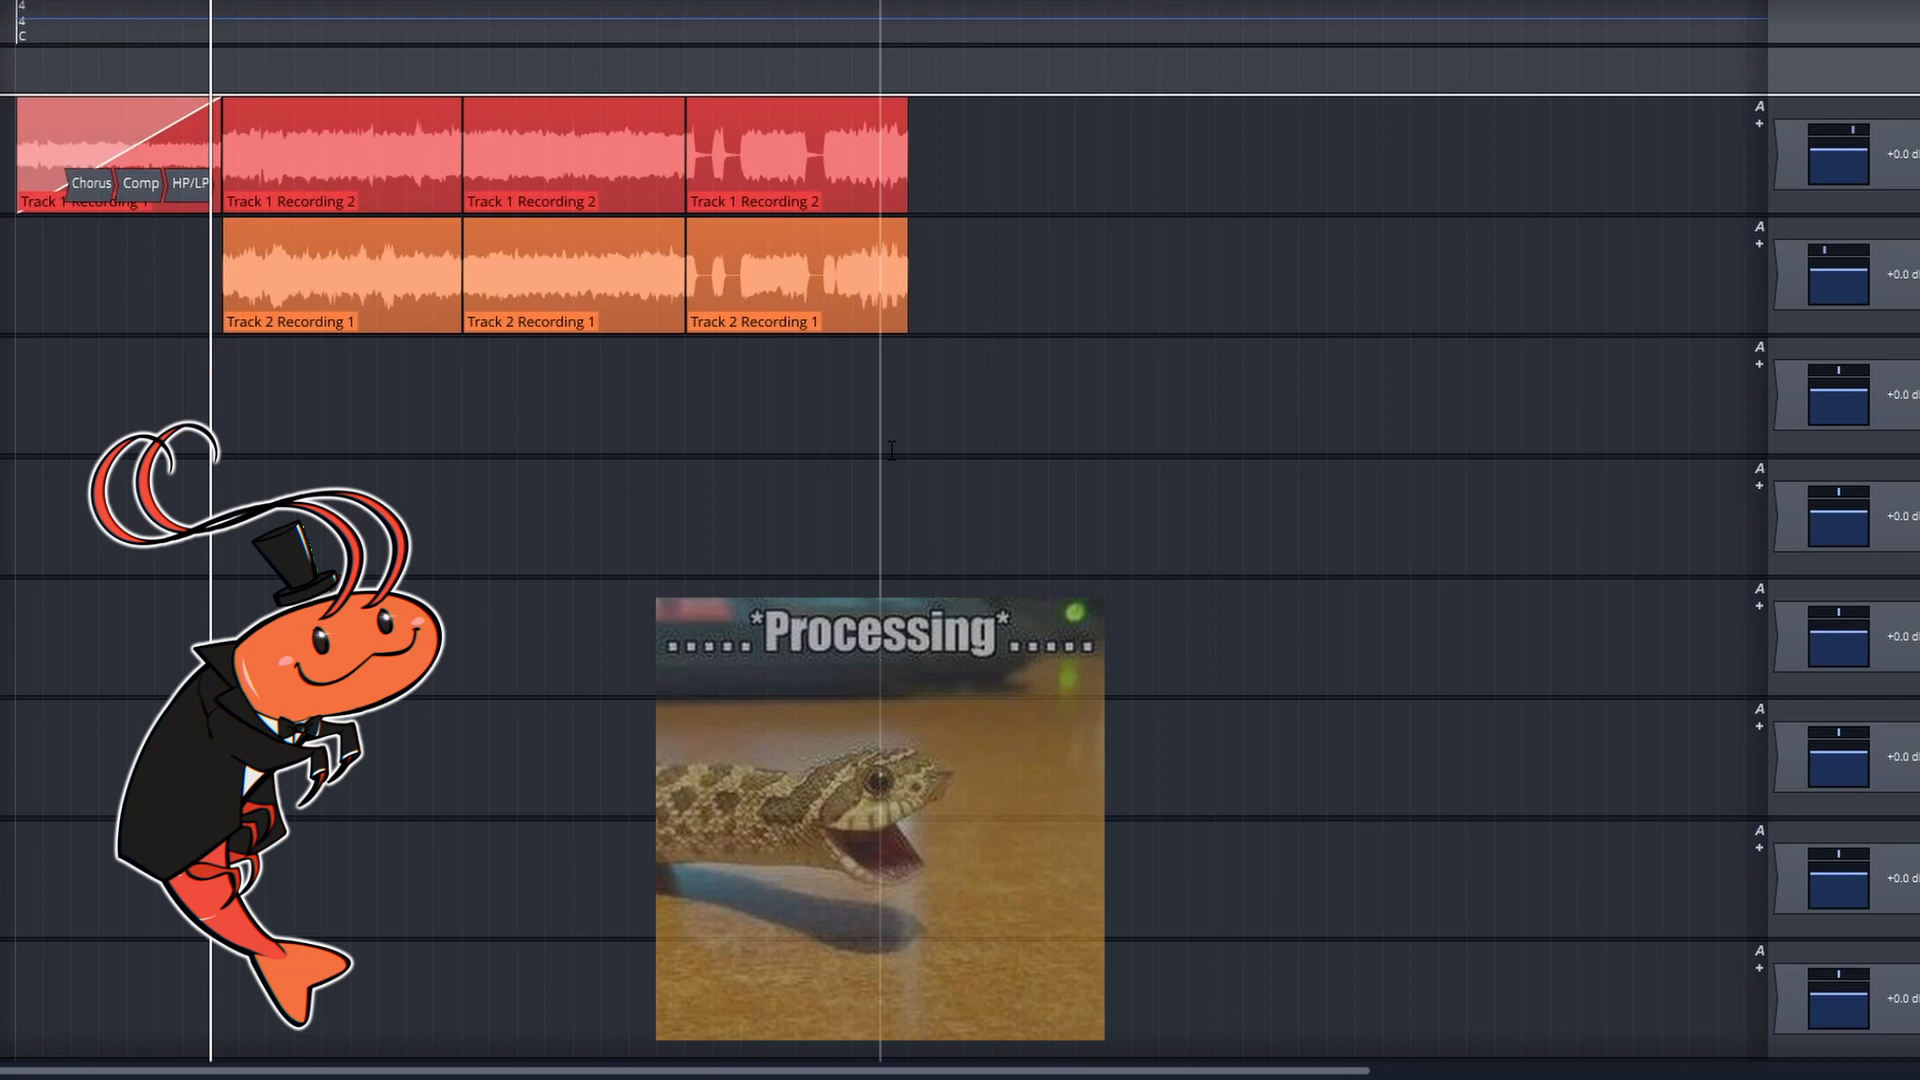 4
4
C
A
+
Chorus Comp HP/LP
+0.0 d
Track 1 Recording 1 Track 1 Recording 2 Track 1 Recording 2 Track 1 Recording 2
A
+
+0.0 d
Track 2 Recording 1 Track 2 Recording 1 Track 2 Recording 1
A
+
+0.0 d
A
+
+0.0 d
A
+
.....*Processing*.....
+0.0 d
A
+
+0.0 d
A
+
+0.0 d
A
+
+0.0 d